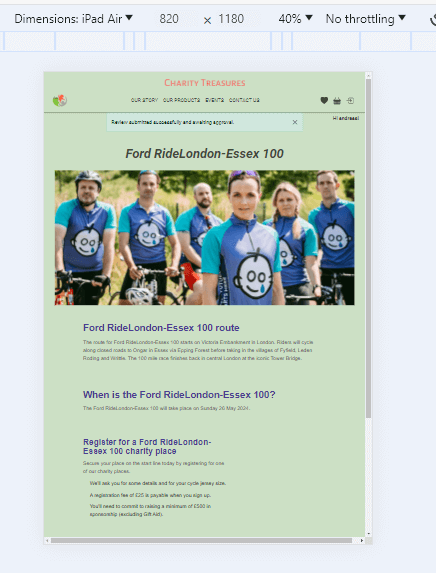 Dimensions: iPad Air ▼ 820 × 1180 40% ▼ No throttling ▼
CHARITY TREASURES
OUR STORY OUR PRODUCTS EVENTS CONTACT US
Hi andreas!
Review submitted successfully and awaiting approval. ×
Ford RideLondon-Essex 100
Ford RideLondon-Essex 100 route
The route for Ford RideLondon-Essex 100 starts on Victoria Embankment in London. Riders will cycle
along closed roads to Ongar in Essex via Epping Forest before taking in the villages of Fyfield, Leaden
Roding and Writtle. The 100 mile race finishes back in central London at the iconic Tower Bridge.
When is the Ford RideLondon-Essex 100?
The Ford RideLondon-Essex 100 will take place on Sunday 26 May 2024.
Register for a Ford RideLondon-
Essex 100 charity place
Secure your place on the start line today by registering for one
of our charity places.
We'll ask you for some details and for your cycle jersey size.
A registration fee of £25 is payable when you sign up.
You'll need to commit to raising a minimum of £500 in
sponsorship (excluding Gift Aid).